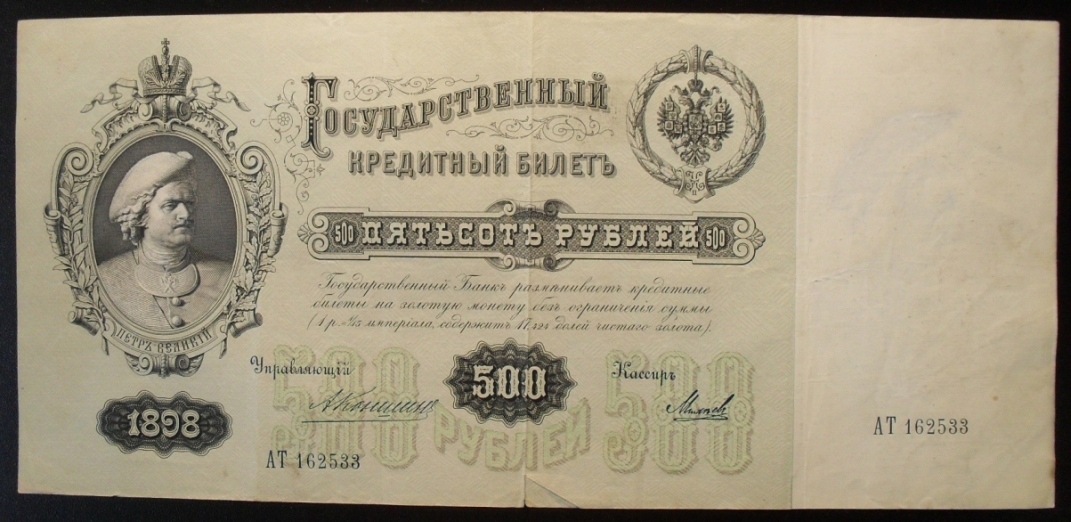 Государственный
кредитный билетъ
500 ПЯТЬСОТЪ РУБЛЕЙ 500
Государственный Банкъ размѣниваетъ кредитные
билеты на золотую монету безъ ограниченія суммы
(1 р.= 1/15 имперіала, содержитъ 17,424 долей чистаго золота).
ПЕТРЪ ВЕЛИКІЙ
Управляющій
500
Кассиръ
500
500
1898
РУБЛЕЙ
АТ 162533
АТ 162533